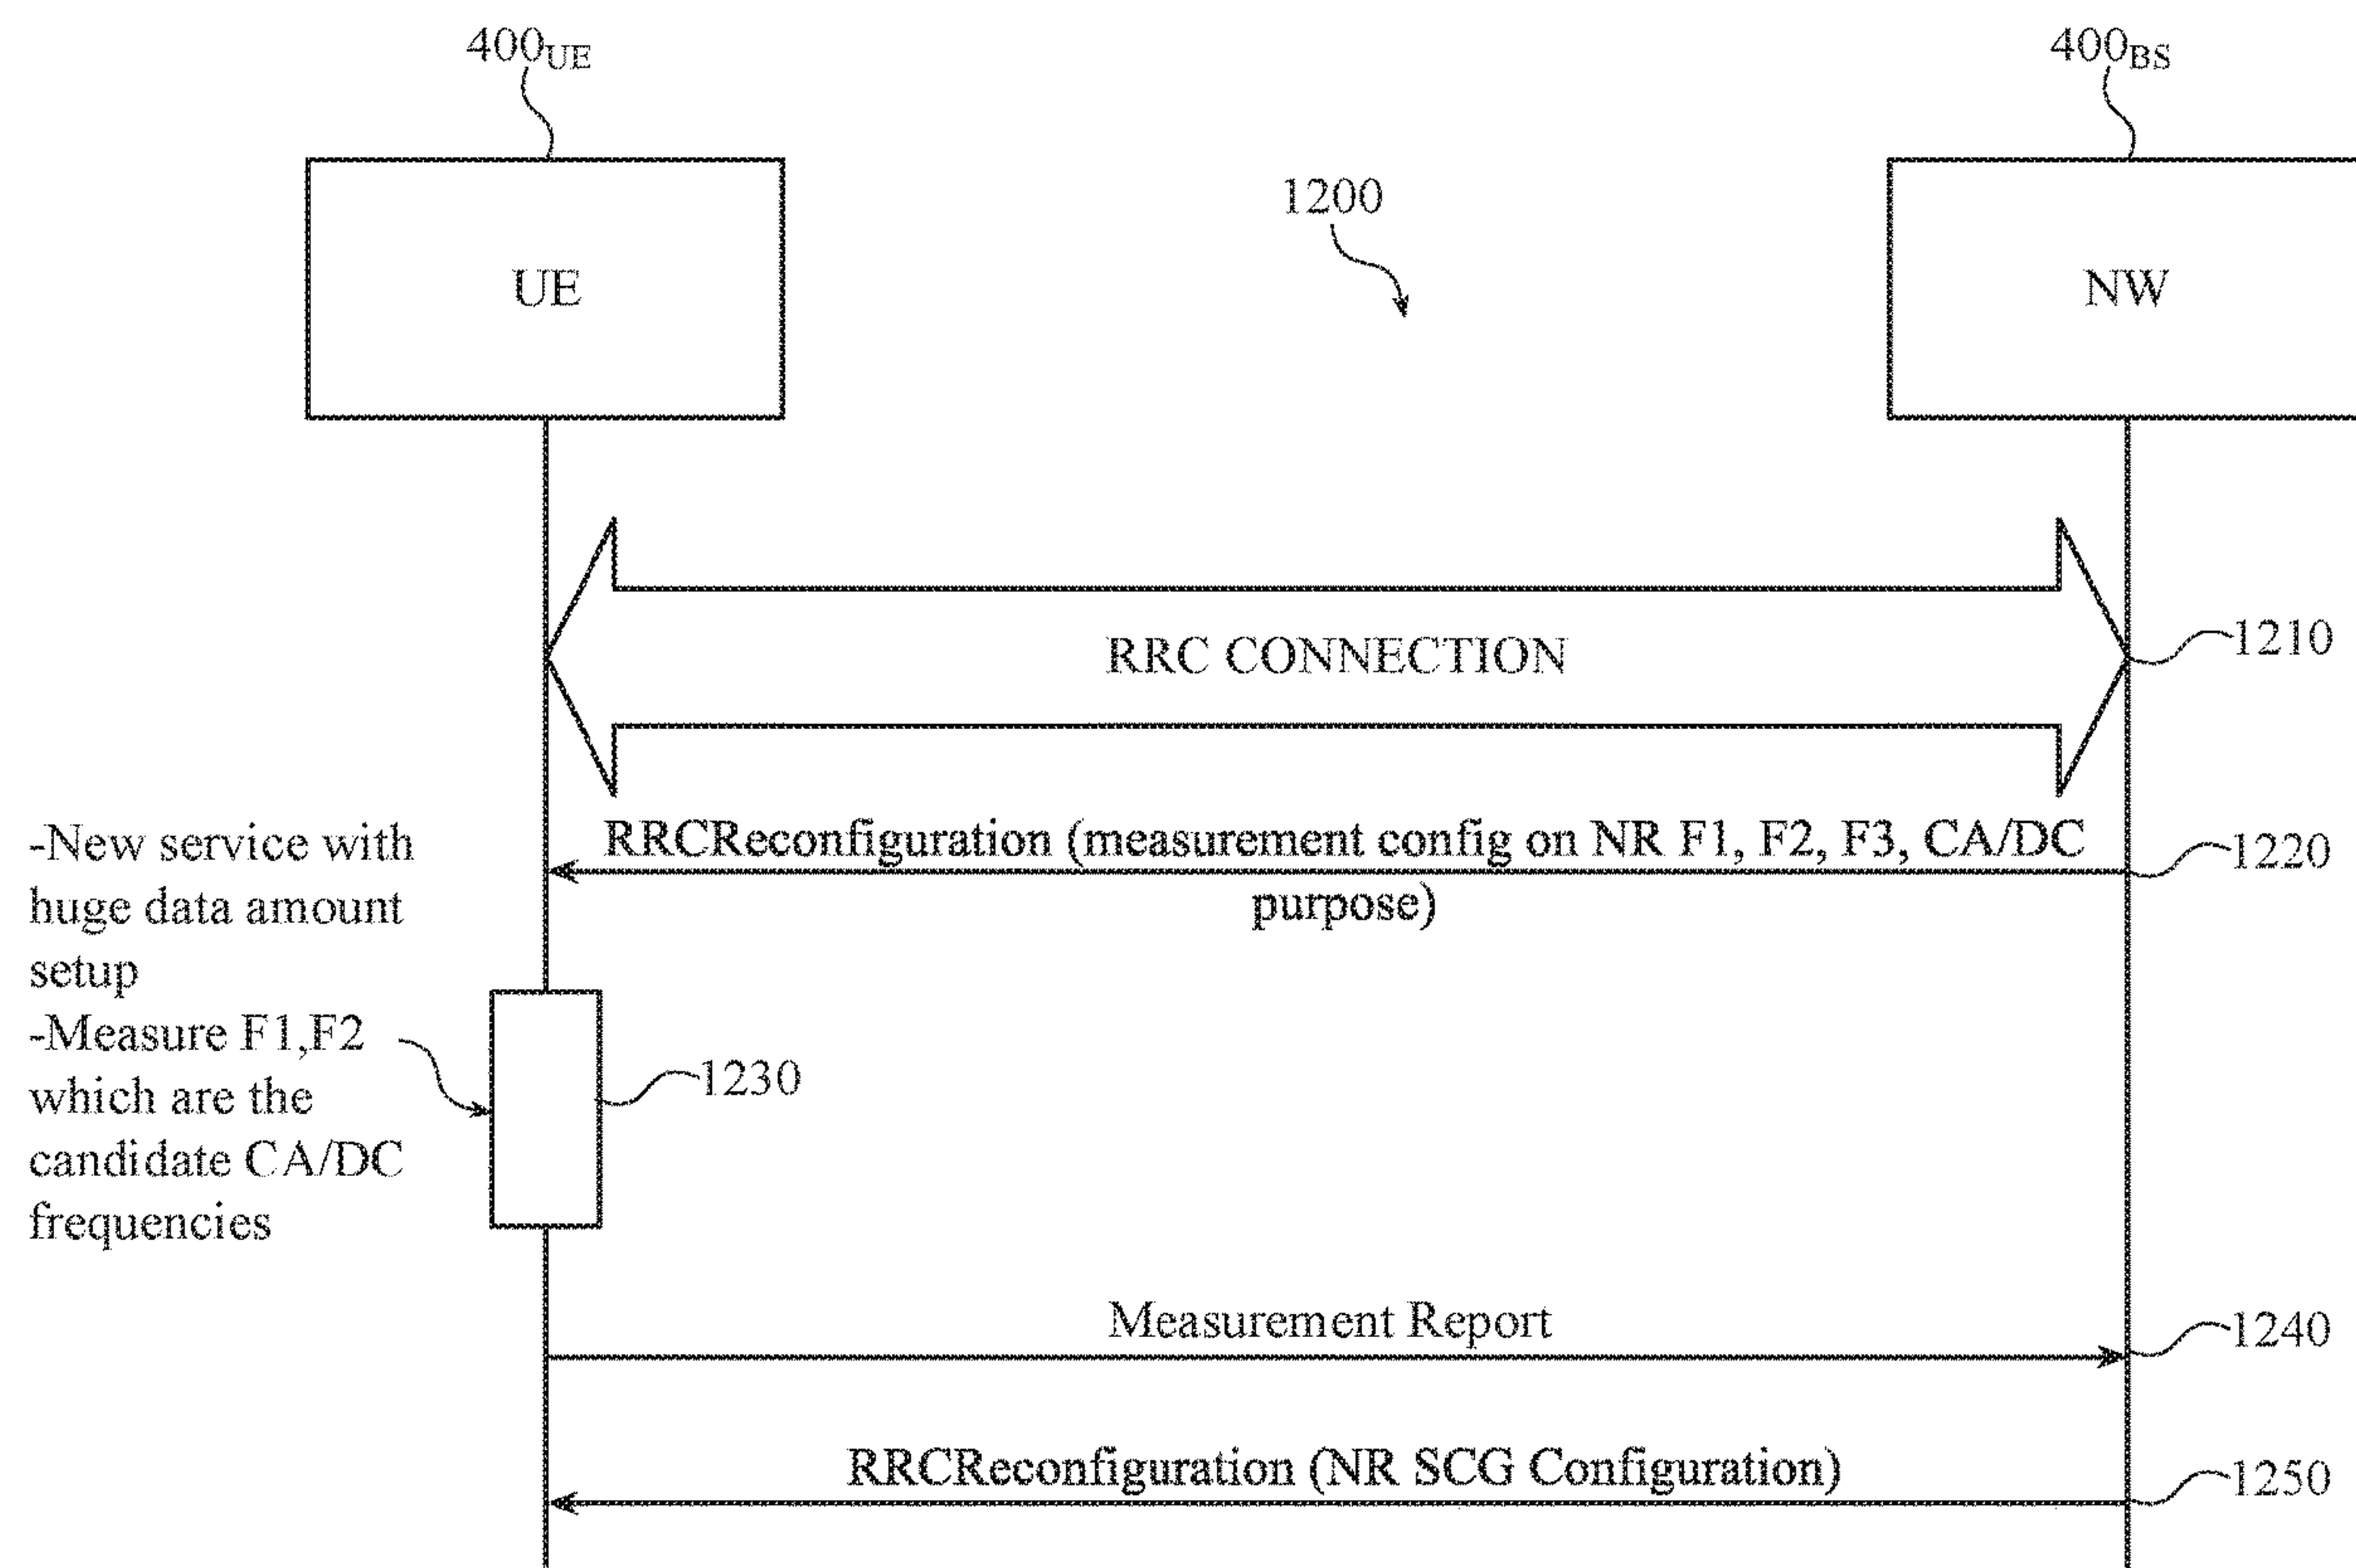 400UE
400BS
1200
UE
NW
RRC CONNECTION
1210
RRCReconfiguration (measurement config on NR F1, F2, F3, CA/DC
purpose)
1220
-New service with
huge data amount
setup
-Measure F1,F2
which are the
candidate CA/DC
frequencies
1230
Measurement Report
1240
RRCReconfiguration (NR SCG Configuration)
1250